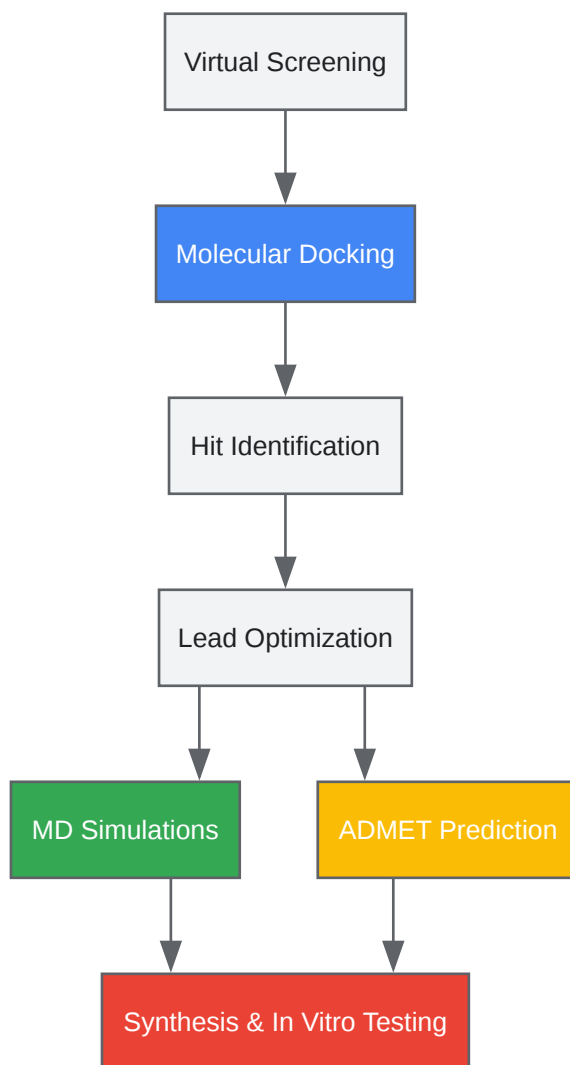 Virtual Screening
Molecular Docking
Hit Identification
Lead Optimization
MD Simulations
ADMET Prediction
Synthesis & In Vitro Testing